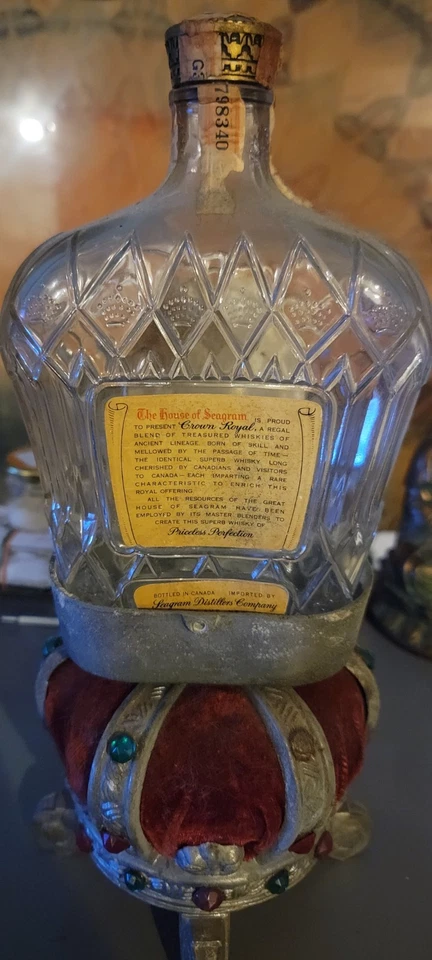 G5798340
The House of Seagram IS PROUD
TO PRESENT Crown Royal, A REGAL
BLEND OF TREASURED WHISKIES OF
ANCIENT LINEAGE, BORN OF SKILL AND
MELLOWED BY THE PASSAGE OF TIME—
THE IDENTICAL SUPERB WHISKY LONG
CHERISHED BY CANADIANS AND VISITORS
TO CANADA—EACH IMPARTING A RARE
CHARACTERISTIC TO ENRICH THIS
ROYAL OFFERING.
ALL THE RESOURCES OF THE GREAT
HOUSE OF SEAGRAM HAVE BEEN
EMPLOYED BY ITS MASTER BLENDERS TO
CREATE THIS SUPERB WHISKY OF
Priceless Perfection
BOTTLED IN CANADA IMPORTED BY
Seagram Distillers Company